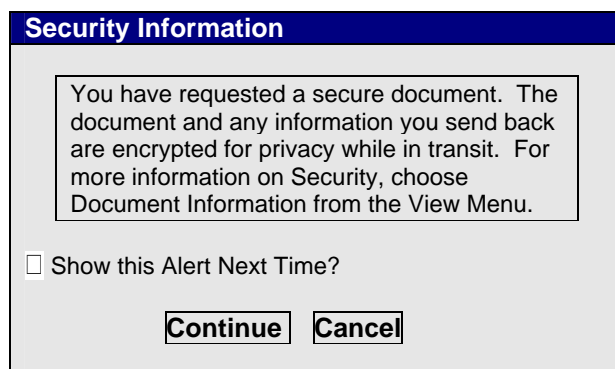 Security Information
You have requested a secure document. The
document and any information you send back
are encrypted for privacy while in transit. For
more information on Security, choose
Document Information from the View Menu.
Show this Alert Next Time?
Continue Cancel